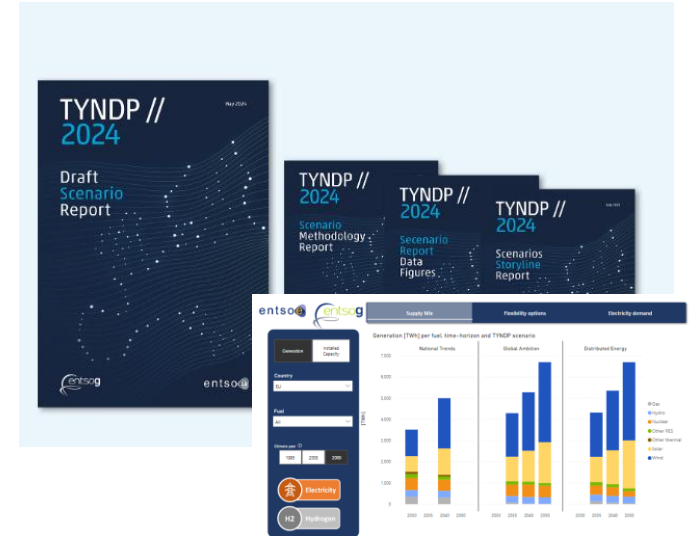 TYNDP //
2024
May 2024
Draft
Scenario
Report
entsog
entsoe
TYNDP //
2024
Scenario
Methodology
Report
TYNDP //
2024
Secenario
Report
Data
Figures
TYNDP //
2024
Scenarios
Storyline
Report
entsoe
entsog
Supply Mix
Flexibility options
Electricity demand
Generation
Installed
Capacity
Country
EU
Fuel
All
Climate year
1995
2008
2009
Electricity
H2 Hydrogen
Generation [TWh] per fuel, time-horizon and TYNDP scenario
National Trends
Global Ambition
Distributed Energy
[TWh]
7,000
6,000
5,000
4,000
3,000
2,000
1,000
0
2030 2035 2040 2050
2030 2035 2040 2050
2030 2035 2040 2050
Gas
Hydro
Nuclear
Other RES
Other thermal
Solar
Wind